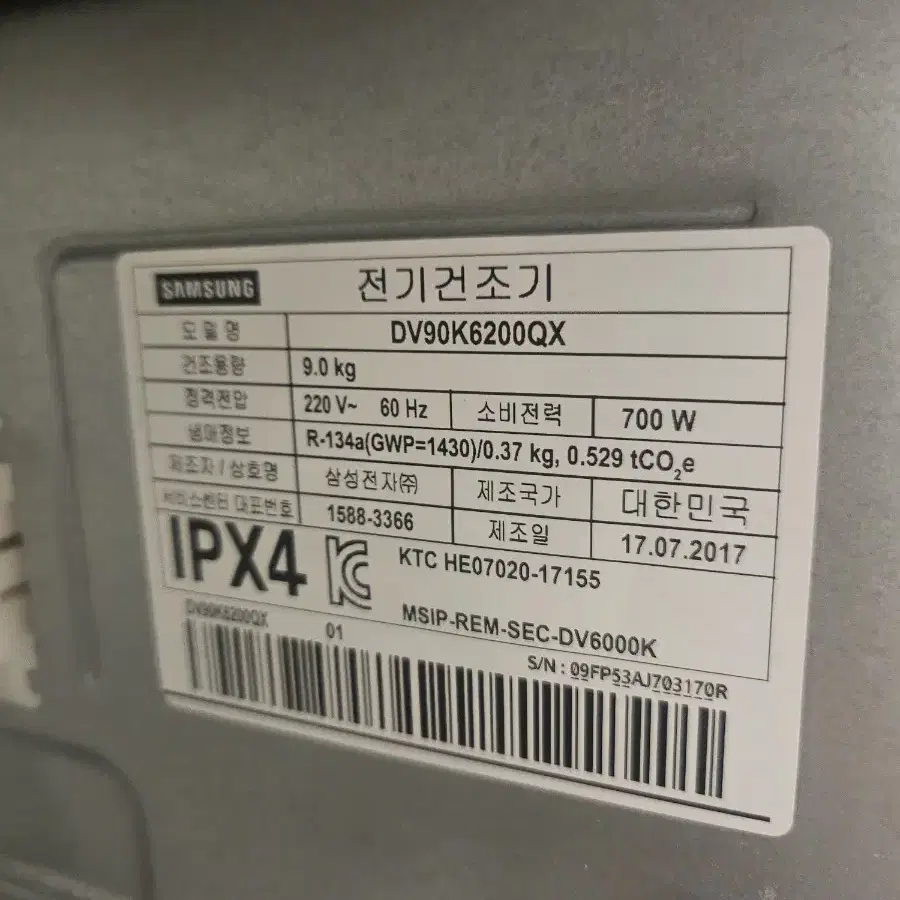 SAMSUNG 전기건조기
모델명 DV90K6200QX
건조용량 9.0 kg
정격전압 220 V~ 60 Hz 소비전력 700 W
냉매정보 R-134a(GWP=1430)/0.37 kg, 0.529 tCO₂e
제조자/상호명 삼성전자㈜ 제조국가 대한민국
서비스센터 대표번호 1588-3366 제조일 17.07.2017
IPX4 KC KTC HE07020-17155
MSIP-REM-SEC-DV6000K
DV90K6200QX 01 S/N : 09FP53AJ703170R